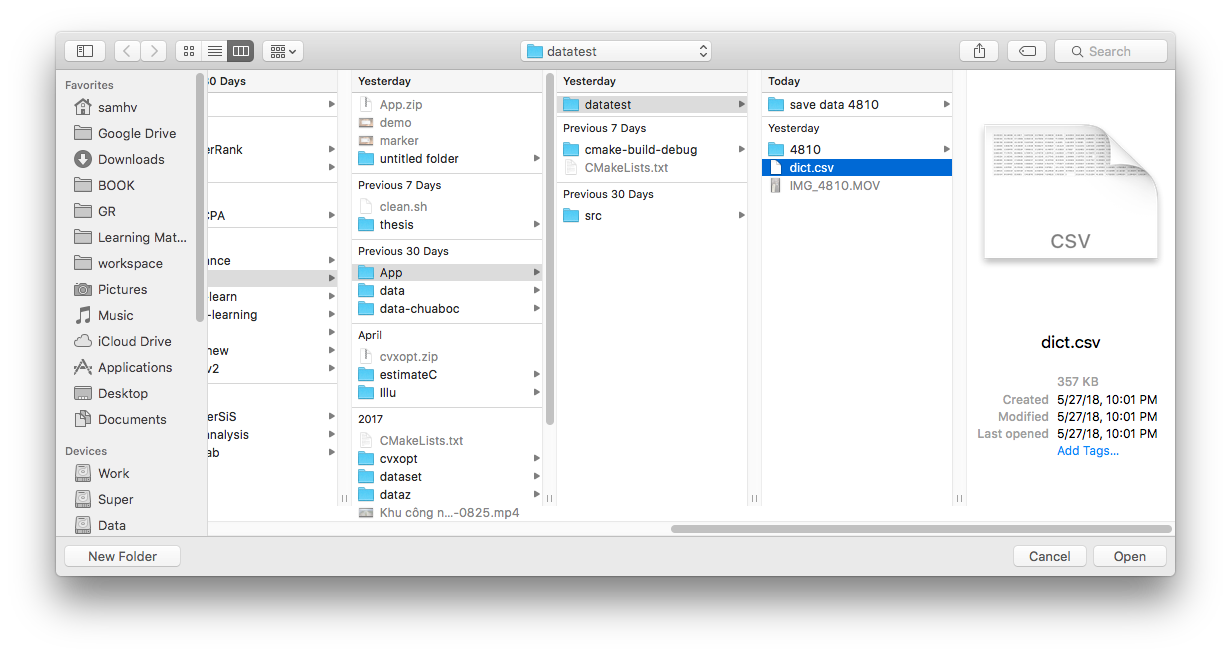 datatest
Search
Favorites
samhv
Google Drive
Downloads
BOOK
GR
Learning Mat...
workspace
Pictures
Music
iCloud Drive
Applications
Desktop
Documents
Devices
Work
Super
Data
30 Days
erRank
CPA
ance
-learn
-learning
new
v2
erSiS
analysis
ab
Yesterday
App.zip
demo
marker
untitled folder
Previous 7 Days
clean.sh
thesis
Previous 30 Days
App
data
data-chuaboc
April
cvxopt.zip
estimateC
Illu
2017
CMakeLists.txt
cvxopt
dataset
dataz
Khu công n...-0825.mp4
Yesterday
datatest
Previous 7 Days
cmake-build-debug
CMakeLists.txt
Previous 30 Days
src
Today
save data 4810
Yesterday
4810
dict.csv
IMG_4810.MOV
CSV
dict.csv
357 KB
Created 5/27/18, 10:01 PM
Modified 5/27/18, 10:01 PM
Last opened 5/27/18, 10:01 PM
Add Tags...
New Folder
Cancel
Open